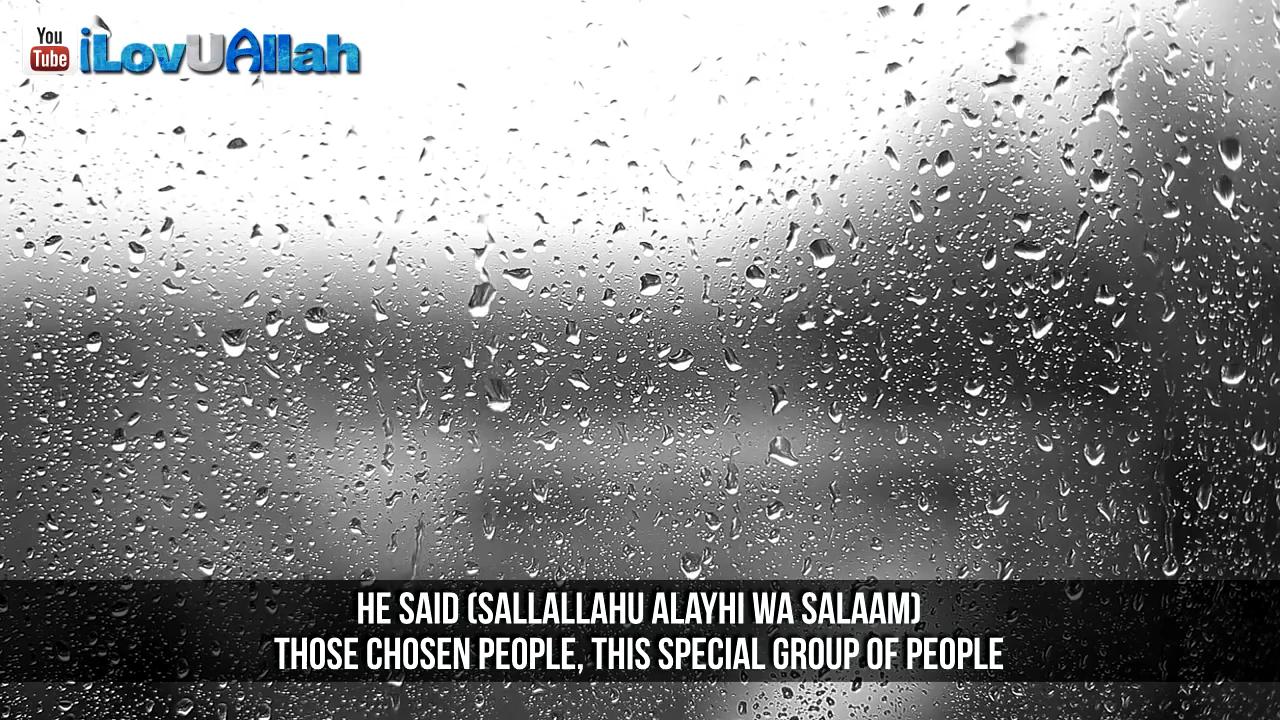 You
Tube iLovUAllah
HE SAID (SALLALLAHU ALAYHI WA SALAAM)
THOSE CHOSEN PEOPLE, THIS SPECIAL GROUP OF PEOPLE